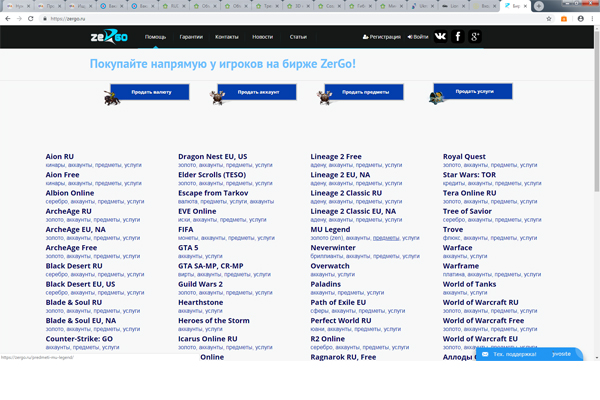 https://zergo.ru
ZERGO
Помощь
Гарантии
Контакты
Новости
Статьи
Регистрация
Войти
Покупайте напрямую у игроков на бирже ZerGo!
Продать валюту
Продать аккаунт
Продать предметы
Продать услуги
Aion RU
кинары, аккаунты, предметы, услуги
Aion Free
кинары, аккаунты, предметы, услуги
Albion Online
серебро, аккаунты, предметы, услуги
ArcheAge RU
золото, аккаунты, предметы, услуги
ArcheAge EU, NA
золото, аккаунты, предметы, услуги
ArcheAge Free
золото, аккаунты, предметы, услуги
Black Desert RU
серебро, аккаунты, предметы, услуги
Black Desert EU, US
серебро, аккаунты, предметы, услуги
Blade & Soul RU
золото, аккаунты, предметы, услуги
Blade & Soul EU, NA
золото, аккаунты, предметы, услуги
Counter-Strike: GO
аккаунты, предметы, услуги
Dragon Nest EU, US
золото, аккаунты, предметы, услуги
Elder Scrolls (TESO)
золото, аккаунты, предметы, услуги
Escape from Tarkov
валюта, предметы, услуги, аккаунты
EVE Online
иски, аккаунты, предметы, услуги
FIFA
монеты, аккаунты, предметы, услуги
GTA 5
аккаунты, услуги
GTA SA-MP, CR-MP
вирты, аккаунты, предметы, услуги
Guild Wars 2
золото, аккаунты, предметы, услуги
Hearthstone
аккаунты, услуги
Heroes of the Storm
аккаунты, услуги
Icarus Online RU
золото, аккаунты, предметы, услуги
Online
Lineage 2 Free
адену, аккаунты, предметы, услуги
Lineage 2 EU, NA
адену, аккаунты, предметы, услуги
Lineage 2 Classic RU
адену, аккаунты, предметы, услуги
Lineage 2 Classic EU, NA
адену, аккаунты, предметы, услуги
MU Legend
золото (zen), аккаунты, предметы, услуги
Neverwinter
бриллианты, аккаунты, предметы, услуги
Overwatch
аккаунты, услуги
Paladins
аккаунты, предметы, услуги
Path of Exile EU
сферы, аккаунты, предметы, услуги
Perfect World RU
юани, аккаунты, предметы, услуги
R2 Online
серебро, аккаунты, предметы, услуги
Ragnarok RU, Free
Royal Quest
золото, аккаунты, предметы, услуги
Star Wars: TOR
кредиты, аккаунты, предметы, услуги
Tera Online RU
золото, аккаунты, предметы, услуги
Tree of Savior
серебро, аккаунты, предметы, услуги
Trove
флюкс, аккаунты, предметы, услуги
Warface
аккаунты, услуги
Warframe
платина, аккаунты, предметы, услуги
World of Tanks
аккаунты, услуги
World of Warcraft RU
золото, аккаунты, предметы, услуги
World of Warcraft Free
золото, аккаунты, предметы, услуги
World of Warcraft EU
золото, аккаунты, предметы, услуги
Аллоды
https://zergo.ru/predmeti-mu-legend/
Тех. поддержка!